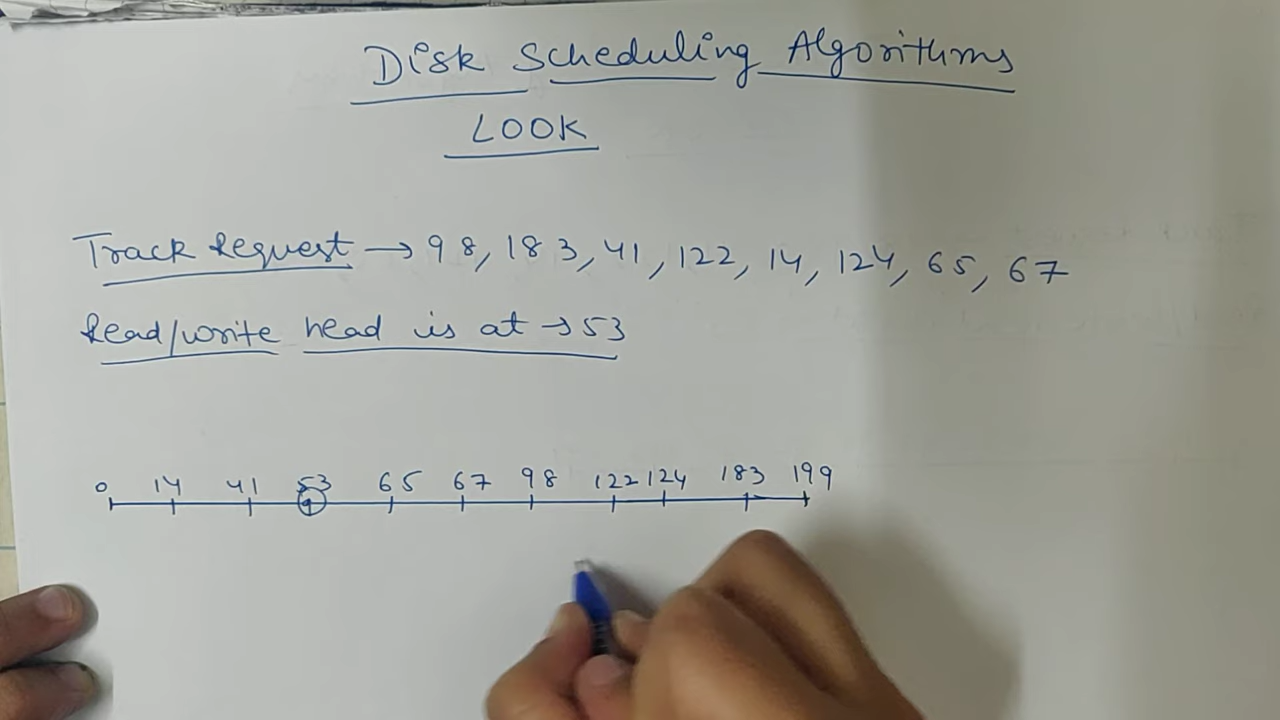 Disk Scheduling Algorithms
LOOK
Track Request → 98, 183, 41, 122, 14, 124, 65, 67
Read/write head is at → 53
0 14 41 53 65 67 98 122 124 183 199